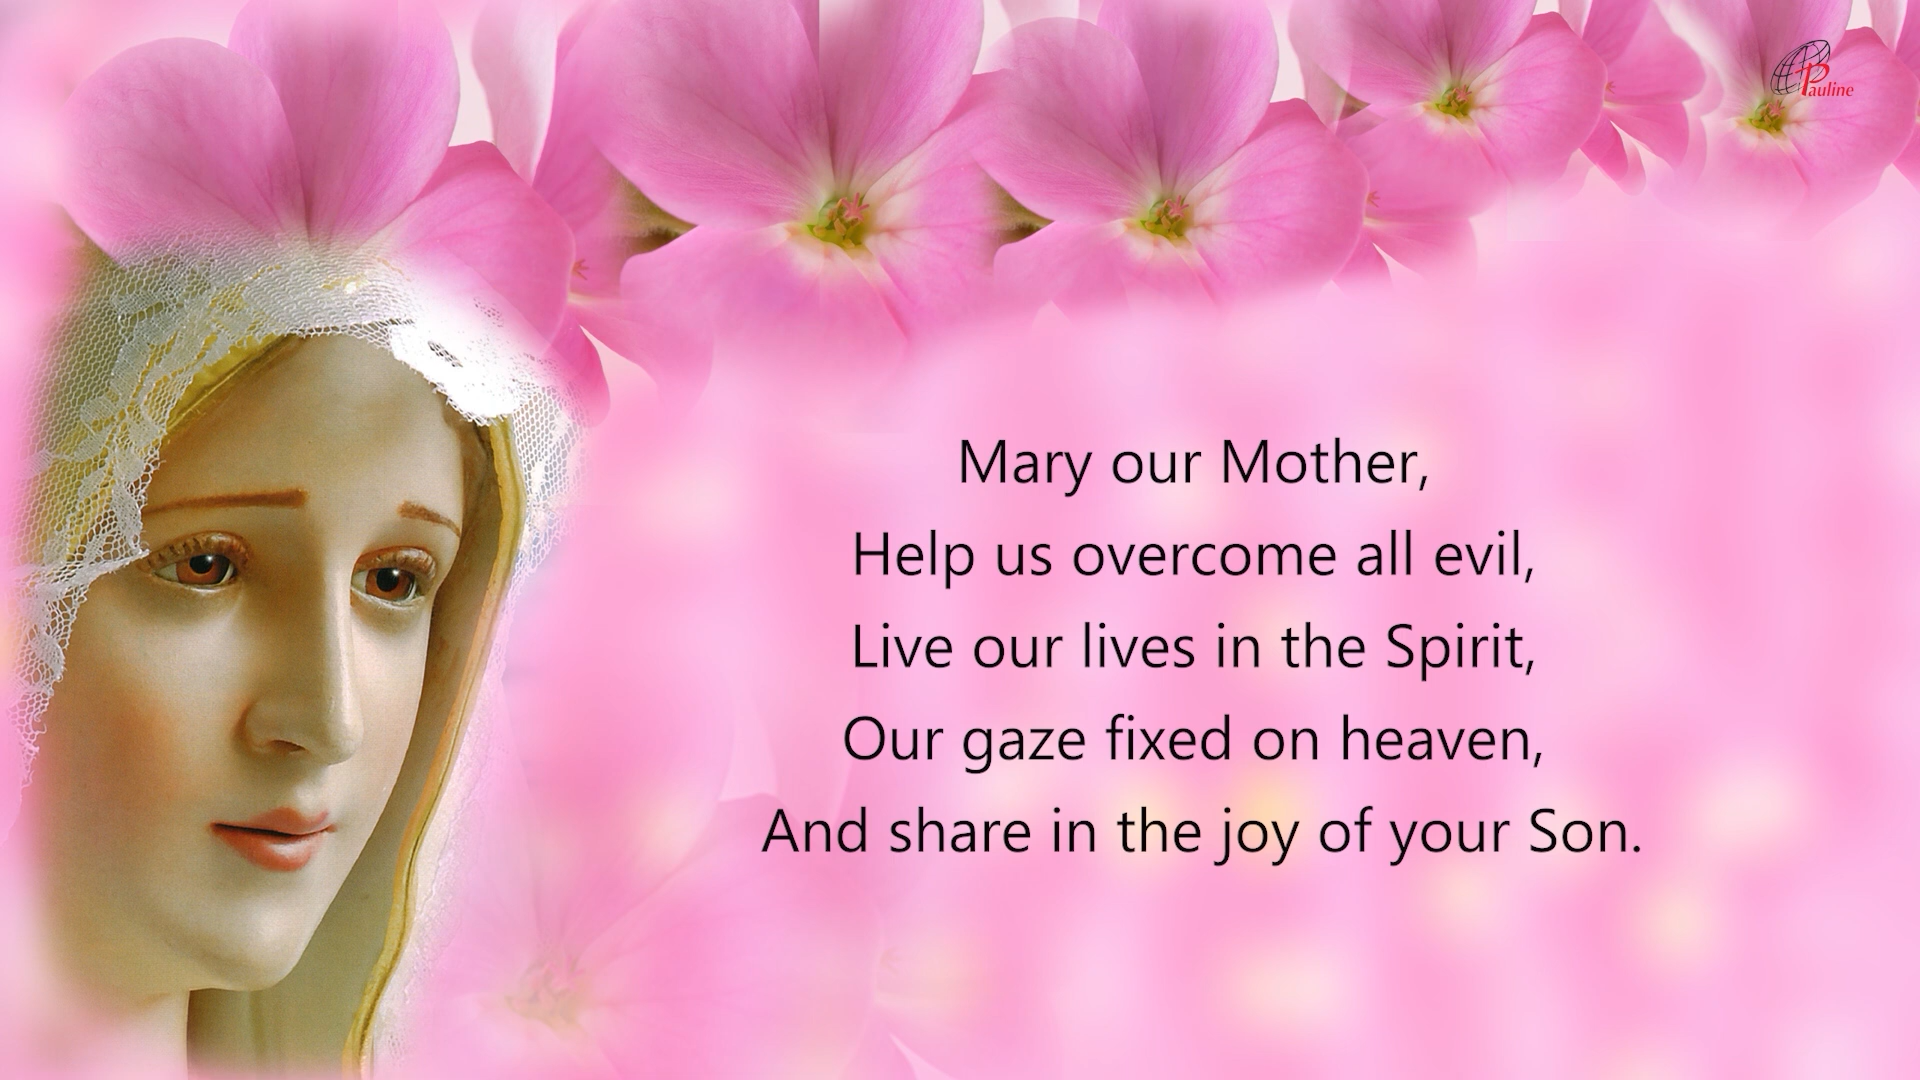 Pauline
Mary our Mother,
Help us overcome all evil,
Live our lives in the Spirit,
Our gaze fixed on heaven,
And share in the joy of your Son.